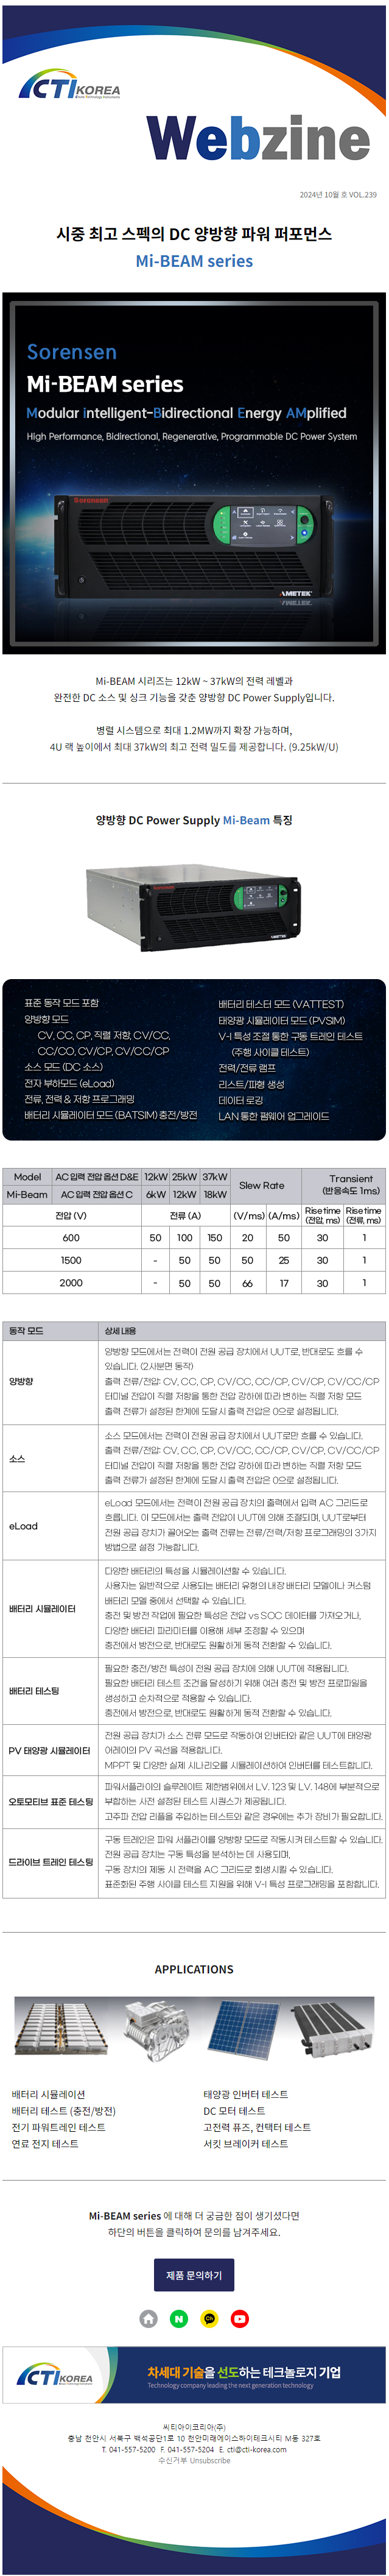 CTI KOREA
Webzine
2024년 10월 호 VOL.239
시중 최고 스펙의 DC 양방향 파워 퍼포먼스
Mi-BEAM series
Sorensen
Mi-BEAM series
Modular intelligent-Bidirectional Energy AMplified
High Performance, Bidirectional, Regenerative, Programmable DC Power System
Sorensen
AMETEK
Mi-BEAM 시리즈는 12kW ~ 37kW의 전력 레벨과
완전한 DC 소스 및 싱크 기능을 갖춘 양방향 DC Power Supply입니다.
병렬 시스템으로 최대 1.2MW까지 확장 가능하며,
4U 랙 높이에서 최대 37kW의 최고 전력 밀도를 제공합니다. (9.25kW/U)
양방향 DC Power Supply Mi-Beam 특징
표준 동작 모드 포함
양방향 모드
CV, CC, CP, 직렬 저항, CV/CC,
CC/CO, CV/CP, CV/CC/CP
소스 모드 (DC 소스)
전자 부하모드 (eLoad)
전류, 전력 & 저항 프로그래밍
배터리 시뮬레이터 모드 (BATSIM) 충전/방전
배터리 테스터 모드 (VATTEST)
태양광 시뮬레이터 모드 (PVSIM)
V-I 특성 조절 통한 구동 트레인 테스트
(주행 사이클 테스트)
전력/전류 램프
리스트/파형 생성
데이터 로깅
LAN 통한 펌웨어 업그레이드
Model AC 입력 전압 옵션 D&E 12kW 25kW 37kW Slew Rate Transient (반응속도 1ms)
Mi-Beam AC 입력 전압 옵션 C 6kW 12kW 18kW
전압 (V) 전류 (A) (V/ms) (A/ms) Rise time (전압, ms) Rise time (전류, ms)
600 50 100 150 20 50 30 1
1500 - 50 50 50 25 30 1
2000 - 50 50 66 17 30 1
동작 모드 상세 내용
양방향
양방향 모드에서는 전력이 전원 공급 장치에서 UUT로, 반대로도 흐를 수
있습니다. (2사분면 동작)
출력 전류/전압: CV, CC, CP, CV/CC, CC/CP, CV/CP, CV/CC/CP
터미널 전압이 직렬 저항을 통한 전압 강하에 따라 변하는 직렬 저항 모드
출력 전류가 설정된 한계에 도달시 출력 전압은 0으로 설정됩니다.
소스
소스 모드에서는 전력이 전원 공급 장치에서 UUT로만 흐를 수 있습니다.
출력 전류/전압: CV, CC, CP, CV/CC, CC/CP, CV/CP, CV/CC/CP
터미널 전압이 직렬 저항을 통한 전압 강하에 따라 변하는 직렬 저항 모드
출력 전류가 설정된 한계에 도달시 출력 전압은 0으로 설정됩니다.
eLoad
eLoad 모드에서는 전력이 전원 공급 장치의 출력에서 입력 AC 그리드로
흐릅니다. 이 모드에서는 출력 전압이 UUT에 의해 조절되며, UUT로부터
전원 공급 장치가 끌어오는 출력 전류는 전류/전력/저항 프로그래밍의 3가지
방법으로 설정 가능합니다.
배터리 시뮬레이터
다양한 배터리의 특성을 시뮬레이션할 수 있습니다.
사용자는 일반적으로 사용되는 배터리 유형의 내장 배터리 모델이나 커스텀
배터리 모델 중에서 선택할 수 있습니다.
충전 및 방전 작업에 필요한 특성은 전압 vs SOC 데이터를 가져오거나,
다양한 배터리 파라미터를 이용해 세부 조정할 수 있으며
충전에서 방전으로, 반대로도 원활하게 동적 전환할 수 있습니다.
배터리 테스팅
필요한 충전/방전 특성이 전원 공급 장치에 의해 UUT에 적용됩니다.
필요한 배터리 테스트 조건을 달성하기 위해 여러 충전 및 방전 프로파일을
생성하고 순차적으로 적용할 수 있습니다.
충전에서 방전으로, 반대로도 원활하게 동적 전환할 수 있습니다.
PV 태양광 시뮬레이터
전원 공급 장치가 소스 전류 모드로 작동하여 인버터와 같은 UUT에 태양광
어레이의 PV 곡선을 적용합니다.
MPPT 및 다양한 실제 시나리오를 시뮬레이션하여 인버터를 테스트합니다.
오토모티브 표준 테스팅
파워서플라이의 슬루레이트 제한범위에서 LV. 123 및 LV. 148에 부분적으로
부합하는 사전 설정된 테스트 시퀀스가 제공됩니다.
고주파 전압 리플을 주입하는 테스트와 같은 경우에는 추가 장비가 필요합니다.
드라이브 트레인 테스팅
구동 트레인은 파워 서플라이를 양방향 모드로 작동시켜 테스트할 수 있습니다.
전원 공급 장치는 구동 특성을 분석하는 데 사용되며,
구동 장치의 제동 시 전력을 AC 그리드로 회생시킬 수 있습니다.
표준화된 주행 사이클 테스트 지원을 위해 V-I 특성 프로그래밍을 포함합니다.
APPLICATIONS
배터리 시뮬레이션
배터리 테스트 (충전/방전)
전기 파워트레인 테스트
연료 전지 테스트
태양광 인버터 테스트
DC 모터 테스트
고전력 퓨즈, 컨택터 테스트
서킷 브레이커 테스트
Mi-BEAM series 에 대해 더 궁금한 점이 생기셨다면
하단의 버튼을 클릭하여 문의를 남겨주세요.
제품 문의하기
CTI KOREA
차세대 기술을 선도하는 테크놀로지 기업
Technology company leading the next generation technology
씨티아이코리아(주)
충남 천안시 서북구 백석공단1로 10 천안미래에이스하이테크시티 M동 327호
T. 041-557-5200 F. 041-557-5204 E. cti@cti-korea.com
수신거부 Unsubscribe